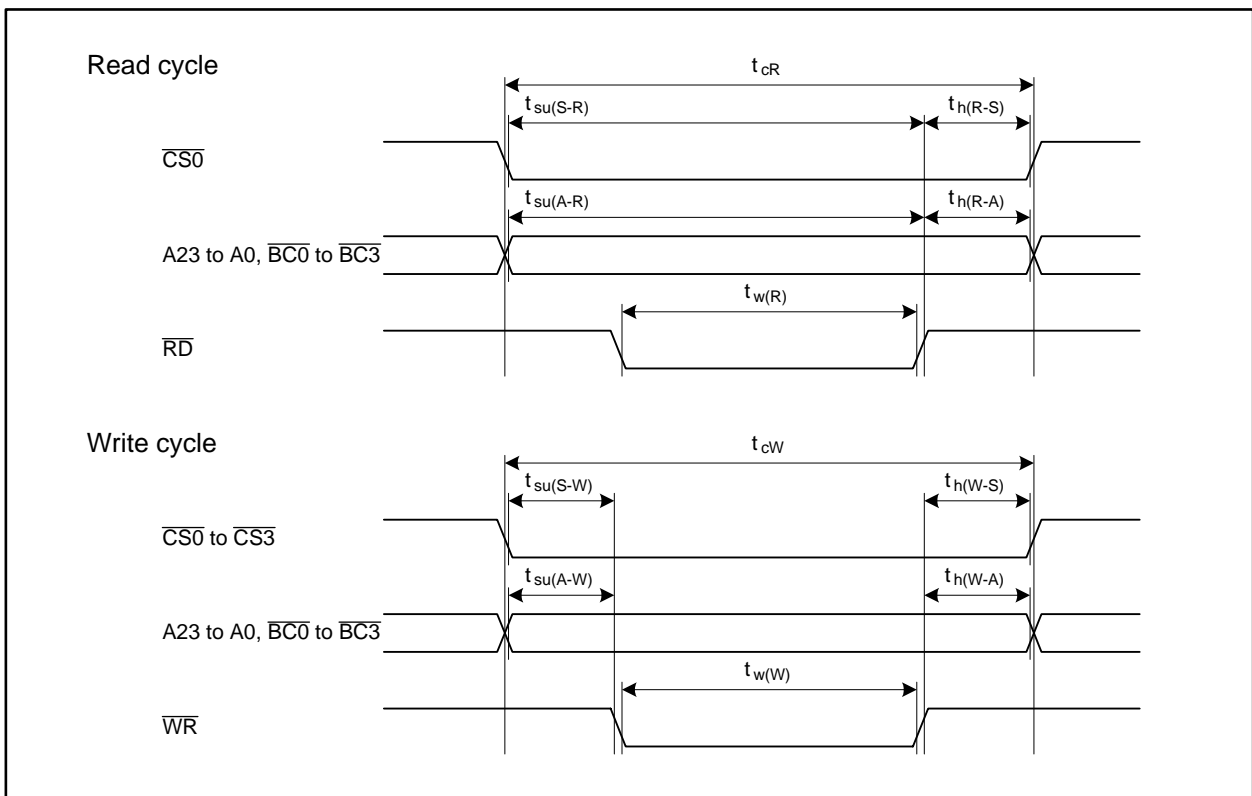 Read cycle
t cR
t su(S-R) t h(R-S)
CS0
t su(A-R) t h(R-A)
A23 to A0, BC0 to BC3
t w(R)
RD
Write cycle
t cW
t su(S-W) t h(W-S)
CS0 to CS3
t su(A-W) t h(W-A)
A23 to A0, BC0 to BC3
t w(W)
WR